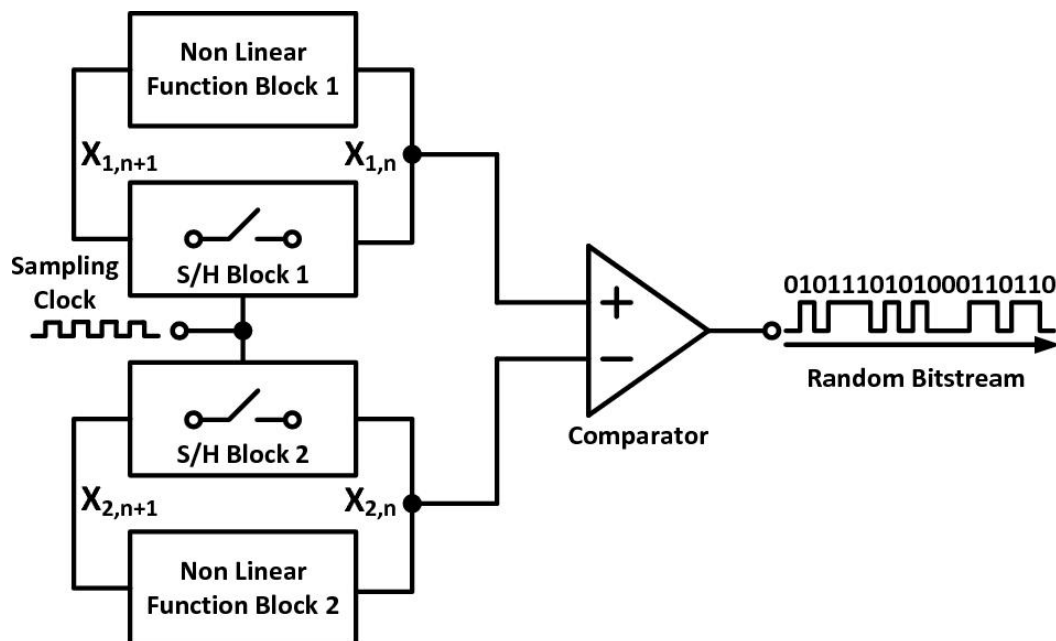 Non Linear
Function Block 1
X1,n+1
X1,n
S/H Block 1
Sampling
Clock
0101110101000110110
Random Bitstream
Comparator
S/H Block 2
X2,n+1
X2,n
Non Linear
Function Block 2